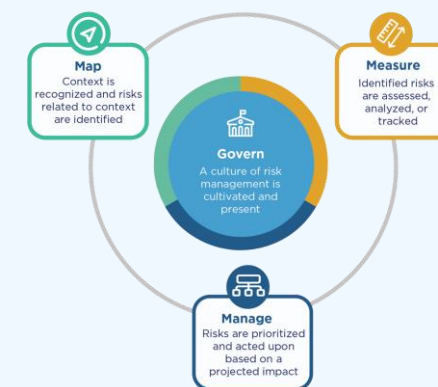 Map
Context is
recognized and risks
related to context
are identified
Measure
Identified risks
are assessed,
analyzed, or
tracked
Govern
A culture of risk
management is
cultivated and
present
Manage
Risks are prioritized
and acted upon
based on a
projected impact